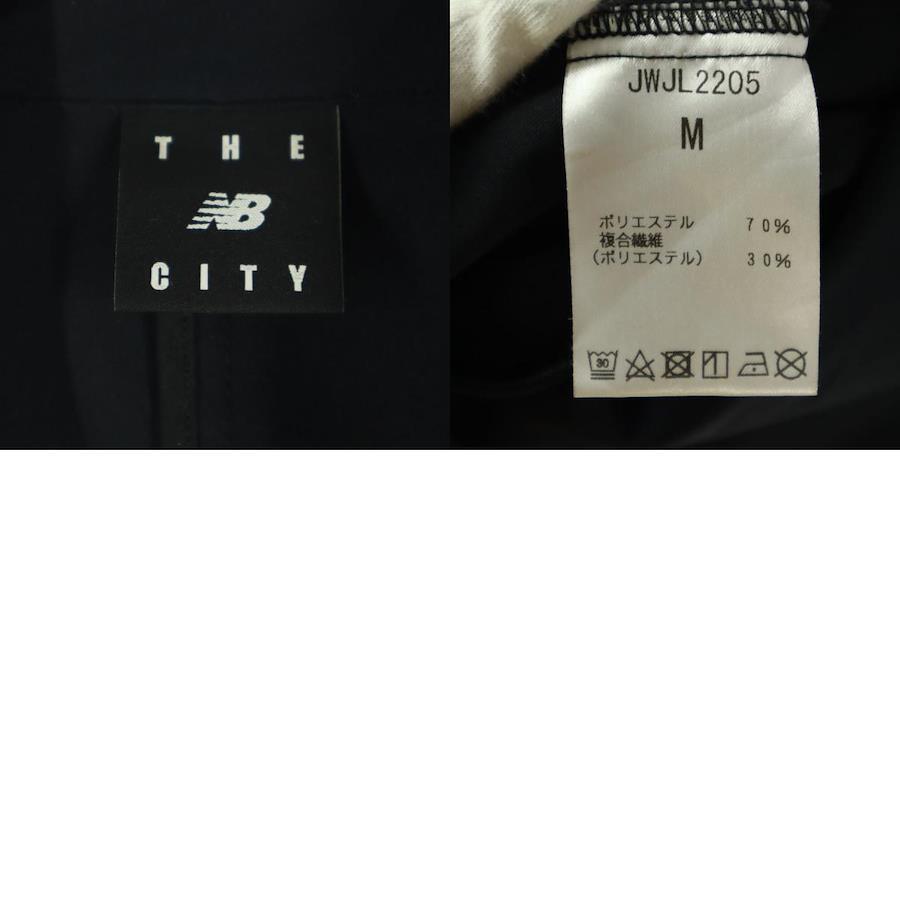 THE
NB
CITY
JWJL2205
M
ポリエステル 70%
複合繊維
(ポリエステル) 30%
30